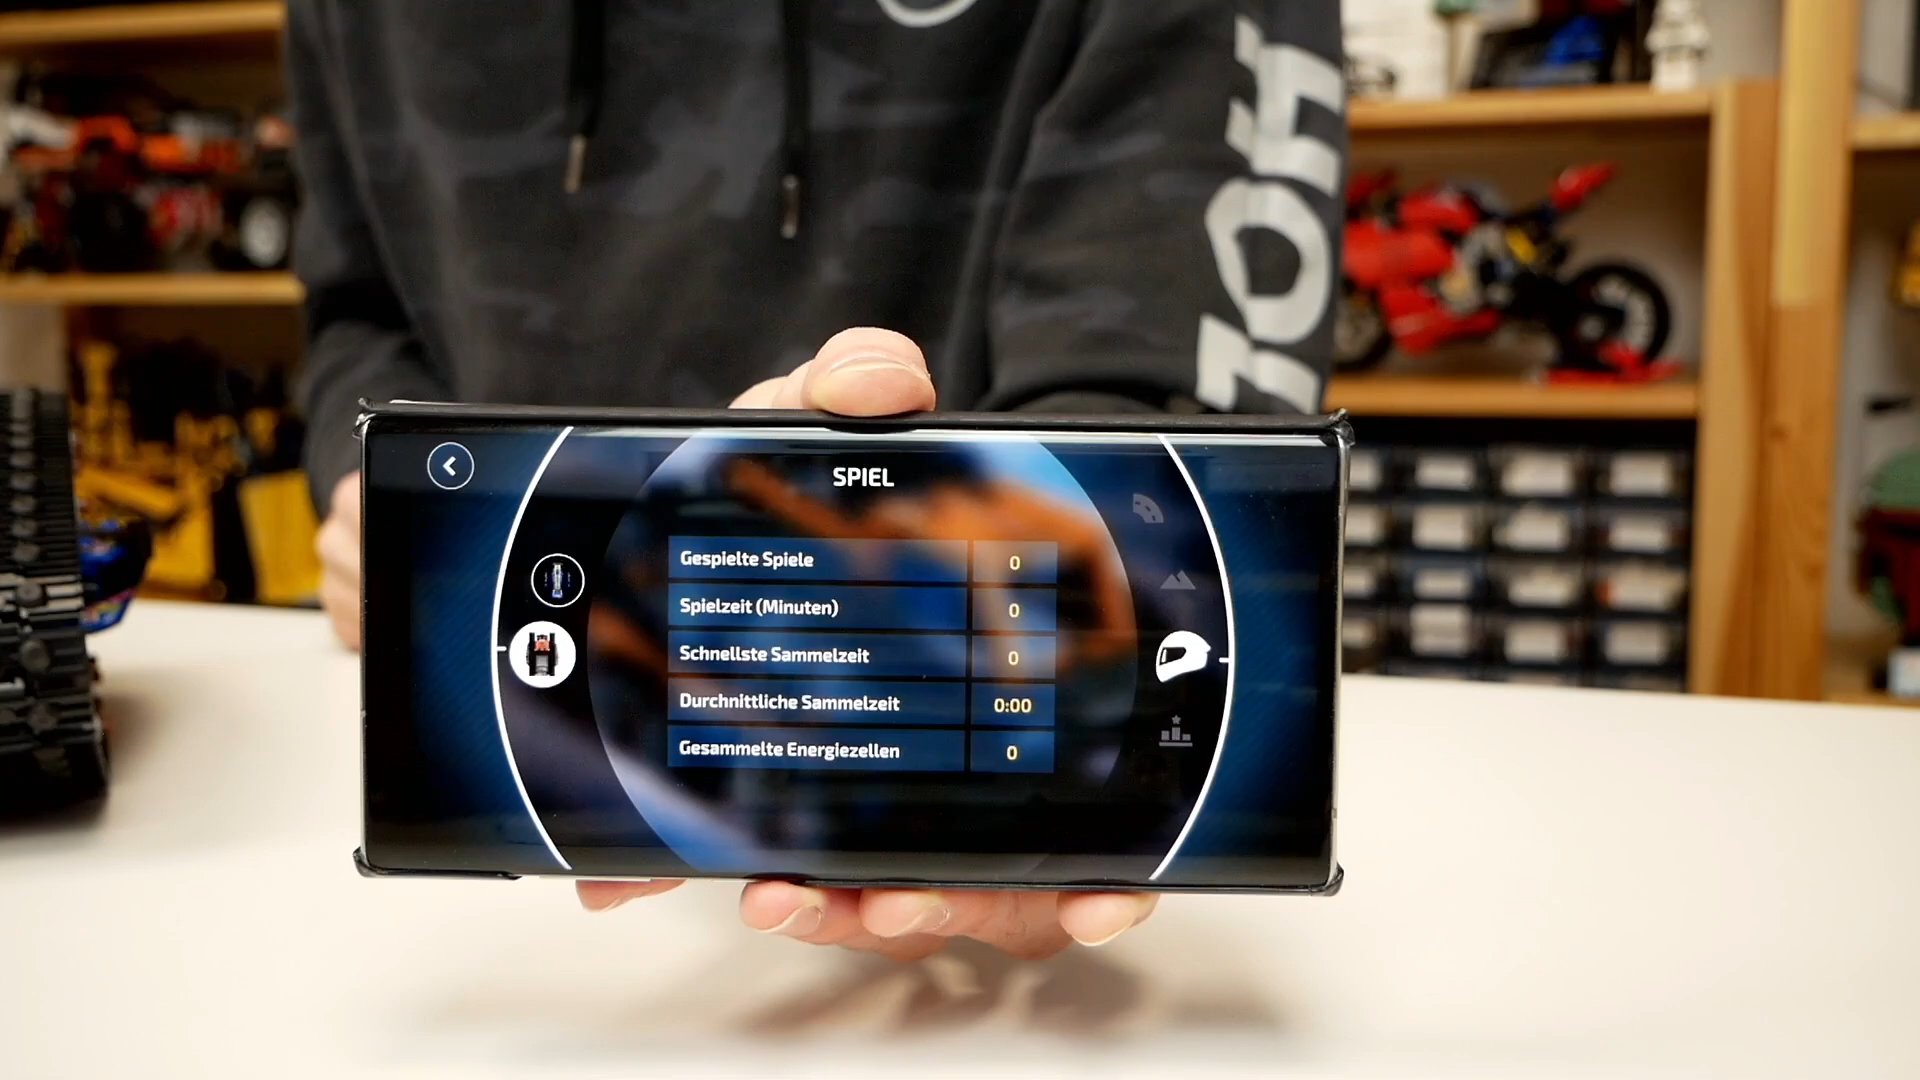 SPIEL
Gespielte Spiele 0
Spielzeit (Minuten) 0
Schnellste Sammelzeit 0
Durchnittliche Sammelzeit 0:00
Gesammelte Energiezellen 0